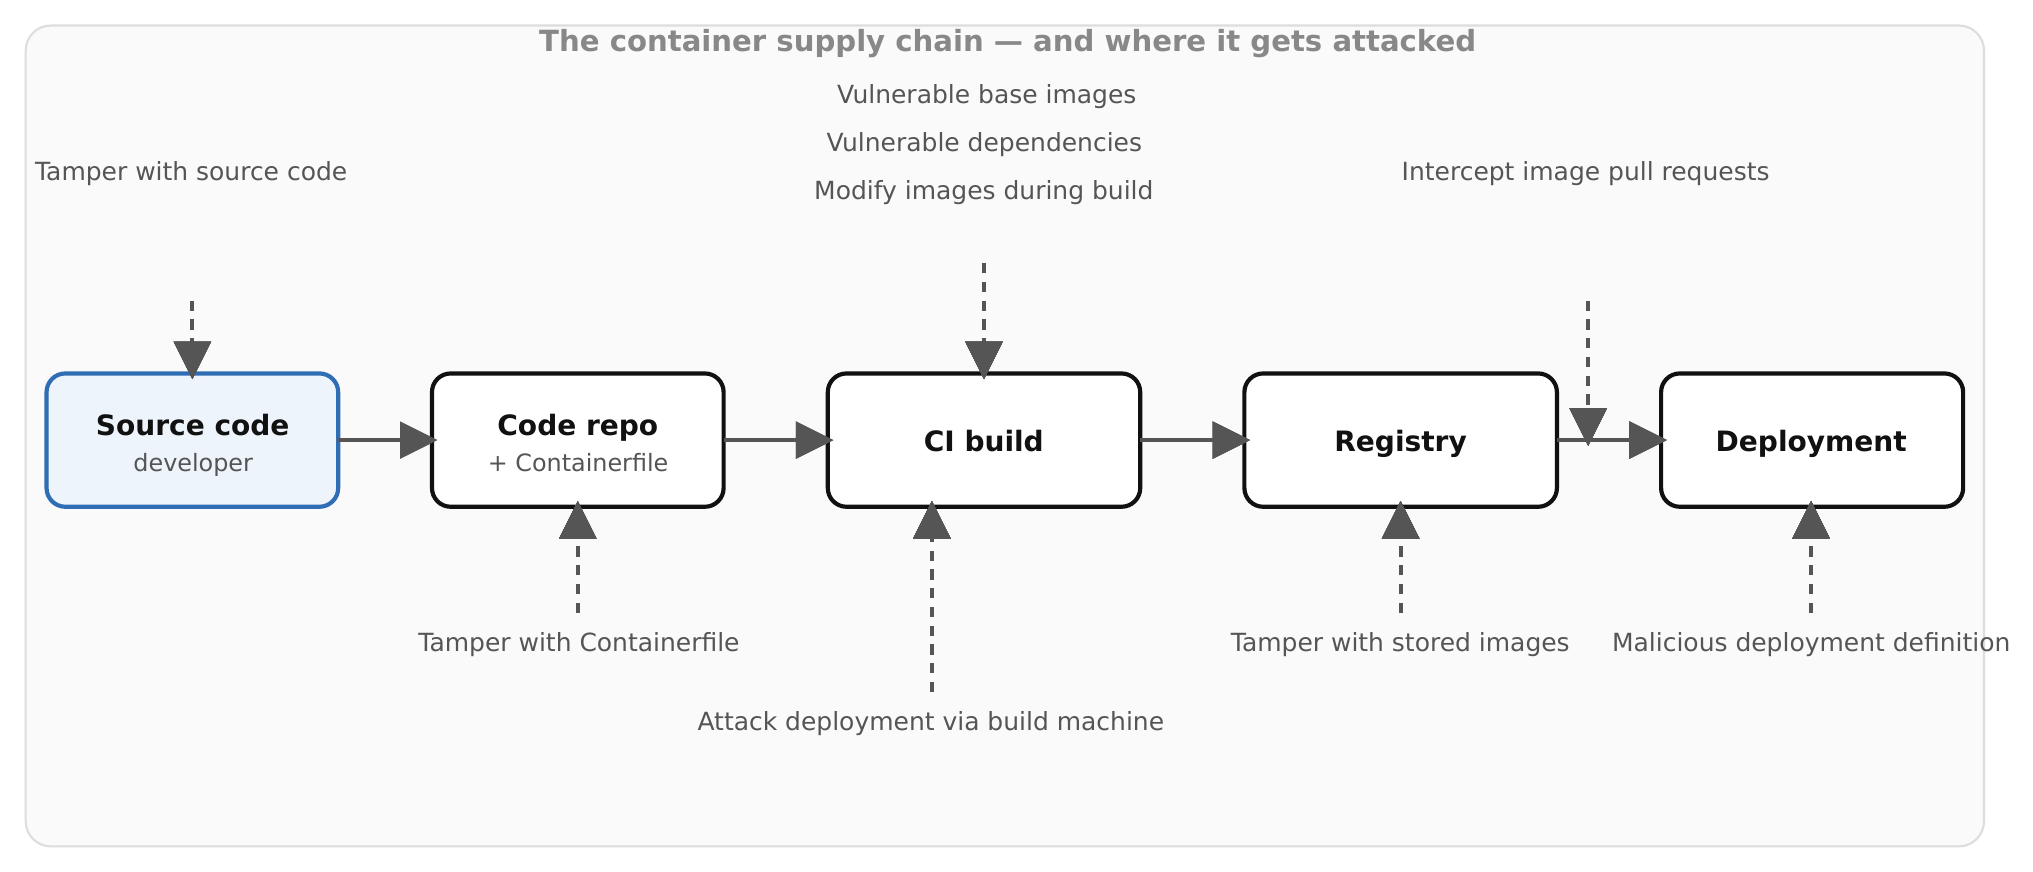 The container supply chain — and where it gets attacked
Vulnerable base images
Vulnerable dependencies
Modify images during build
Tamper with source code
Intercept image pull requests
Source code
developer
Code repo
+ Containerfile
CI build
Registry
Deployment
Tamper with Containerfile
Tamper with stored images
Malicious deployment definition
Attack deployment via build machine